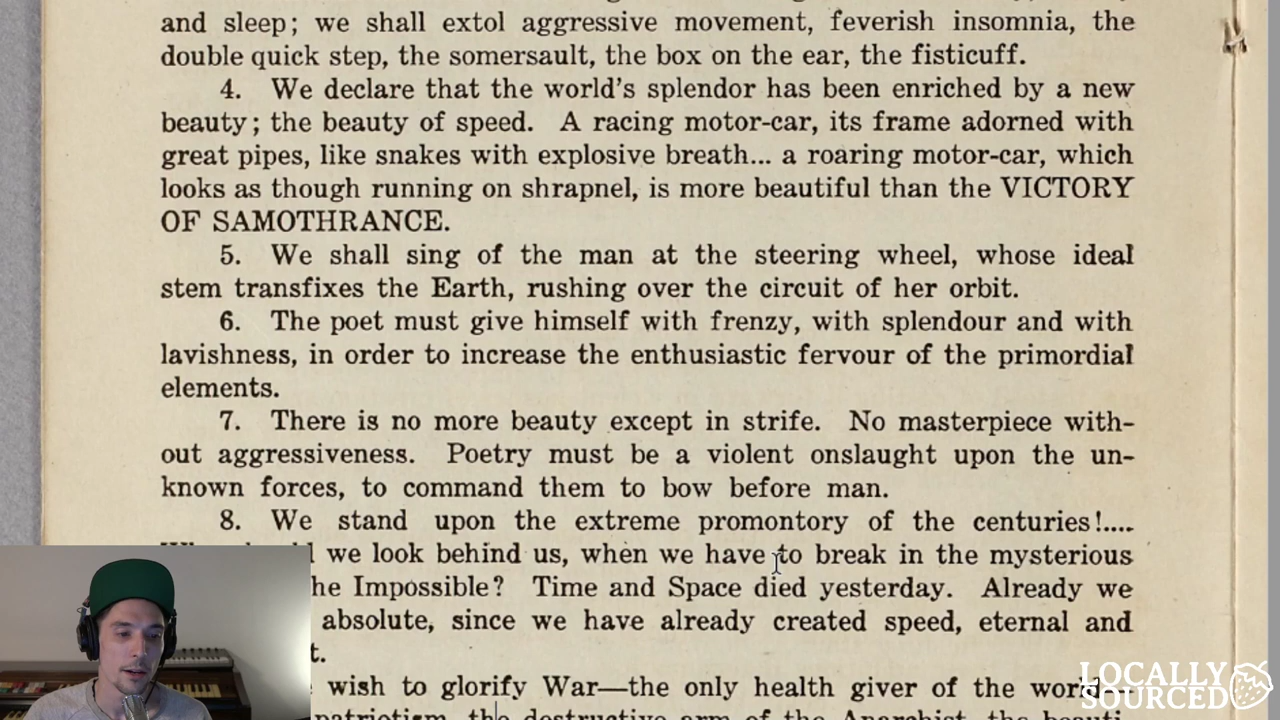 and sleep; we shall extol aggressive movement, feverish insomnia, the
double quick step, the somersault, the box on the ear, the fisticuff.
4. We declare that the world's splendor has been enriched by a new
beauty; the beauty of speed. A racing motor-car, its frame adorned with
great pipes, like snakes with explosive breath... a roaring motor-car, which
looks as though running on shrapnel, is more beautiful than the VICTORY
OF SAMOTHRANCE.
5. We shall sing of the man at the steering wheel, whose ideal
stem transfixes the Earth, rushing over the circuit of her orbit.
6. The poet must give himself with frenzy, with splendour and with
lavishness, in order to increase the enthusiastic fervour of the primordial
elements.
7. There is no more beauty except in strife. No masterpiece with-
out aggressiveness. Poetry must be a violent onslaught upon the un-
known forces, to command them to bow before man.
8. We stand upon the extreme promontory of the centuries!....
we look behind us, when we have to break in the mysterious
the Impossible? Time and Space died yesterday. Already we
absolute, since we have already created speed, eternal and
wish to glorify War—the only health giver of the world
patriotism, the destructive arm of the Anarchist, the
LOCALLY
SOURCED